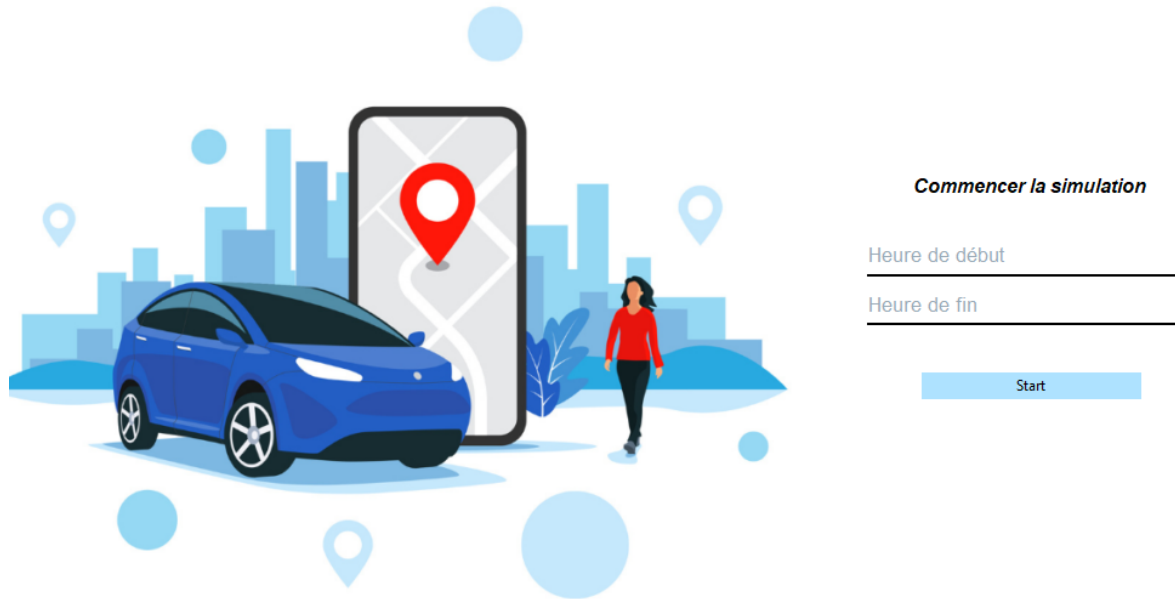 Commencer la simulation
Heure de début
Heure de fin
Start